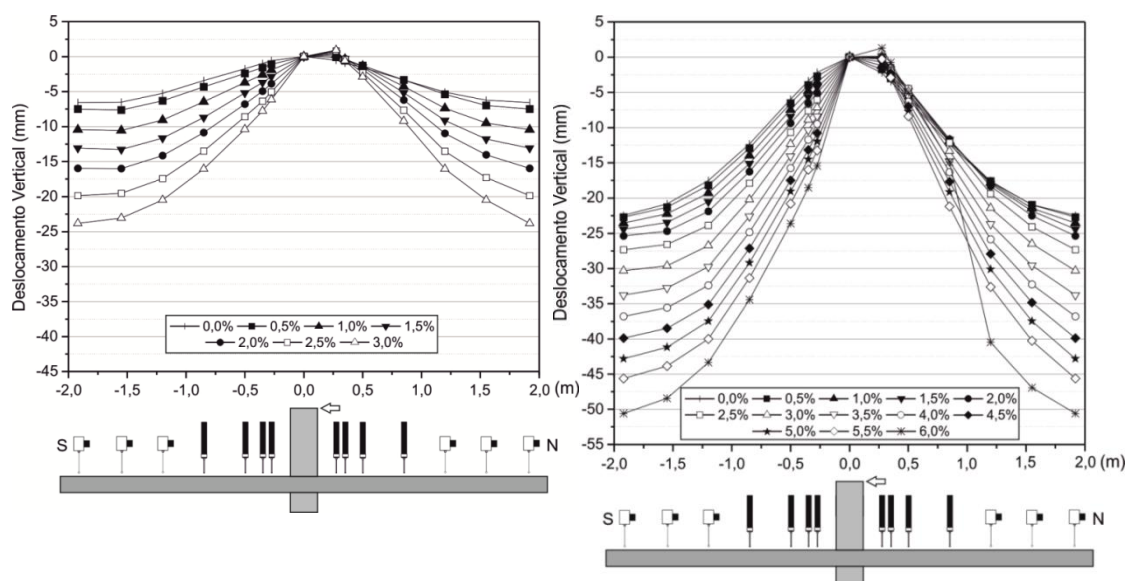 Deslocamento Vertical (mm)
5
0
-5
-10
-15
-20
-25
-30
-35
-40
-45
0,0% 0,5% 1,0% 1,5%
2,0% 2,5% 3,0%
-2,0 -1,5 -1,0 -0,5 0,0 0,5 1,0 1,5 2,0 (m)
S N
Deslocamento Vertical (mm)
5
0
-5
-10
-15
-20
-25
-30
-35
-40
-45
-50
-55
0,0% 0,5% 1,0% 1,5% 2,0%
2,5% 3,0% 3,5% 4,0% 4,5%
5,0% 5,5% 6,0%
-2,0 -1,5 -1,0 -0,5 0,0 0,5 1,0 1,5 2,0 (m)
S N